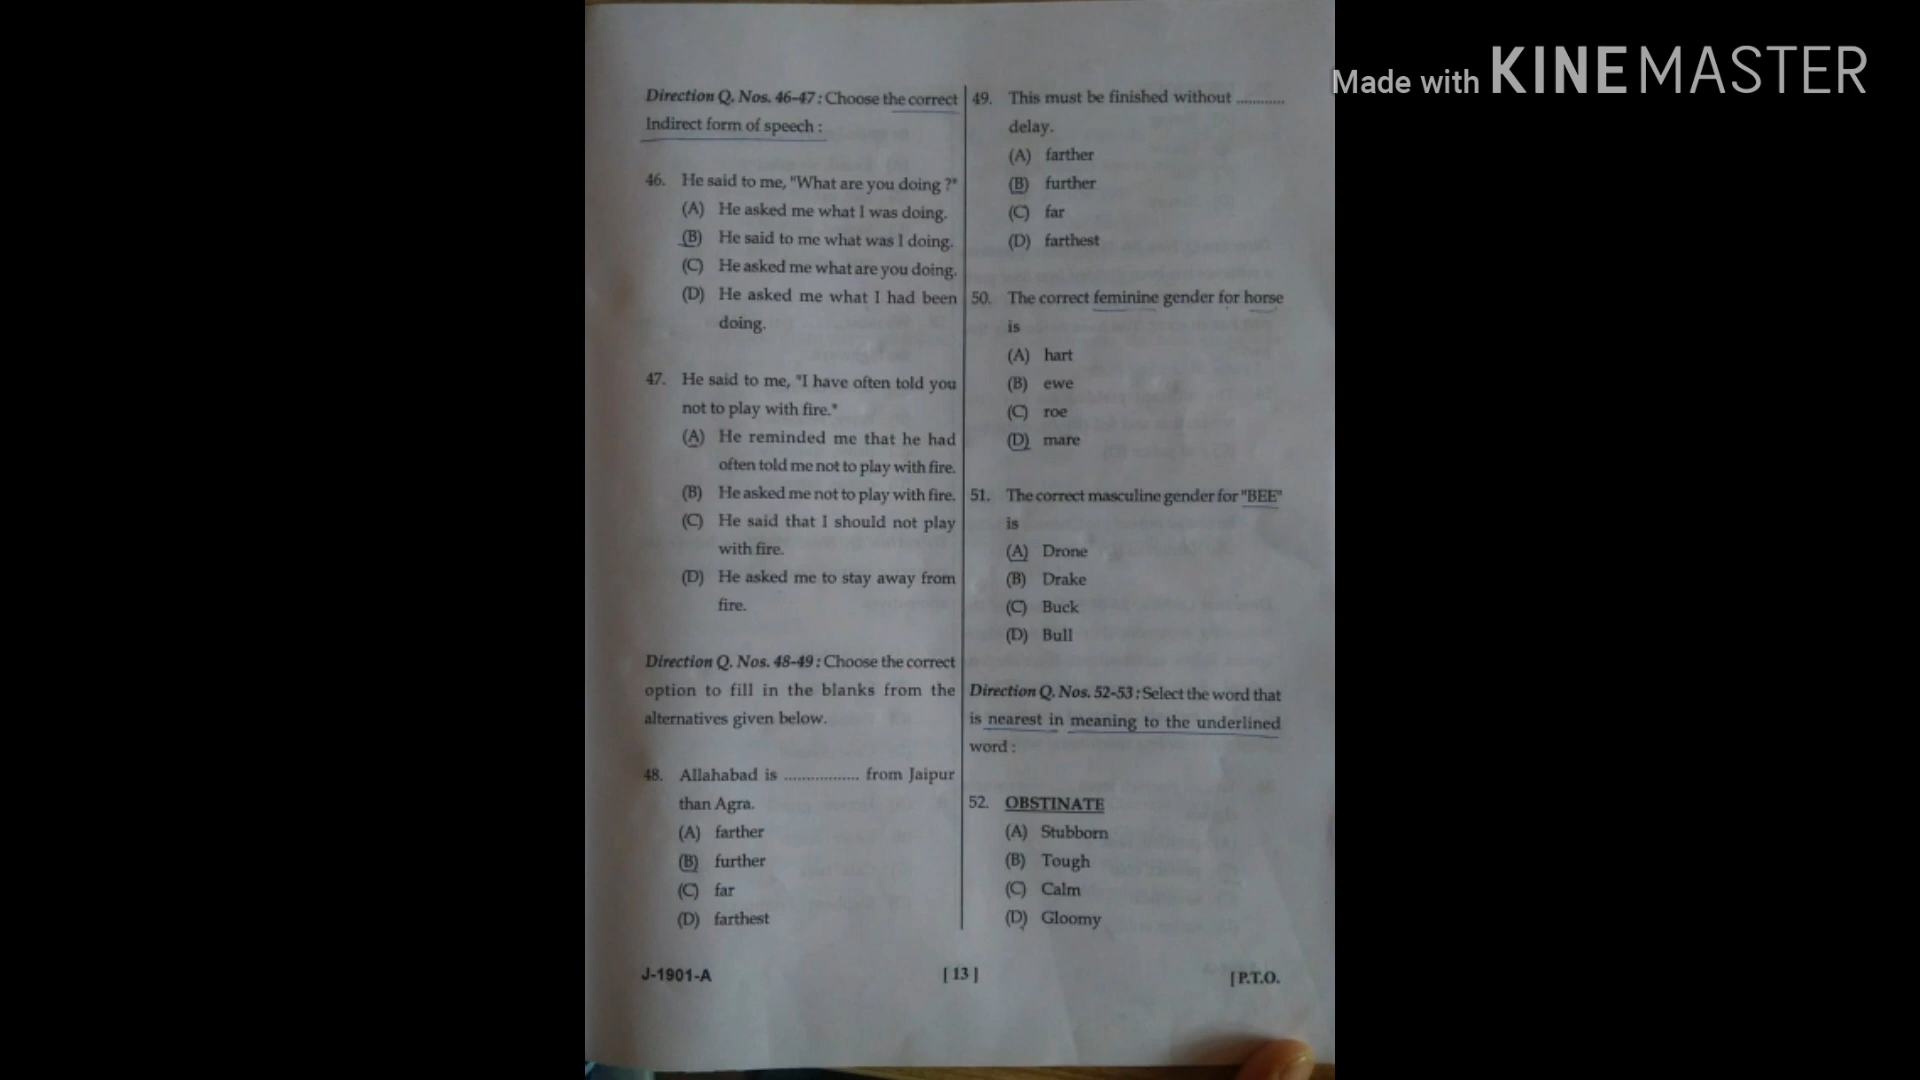 Made with KINEMASTER
Direction Q. Nos. 46-47 : Choose the correct
Indirect form of speech :
46. He said to me, "What are you doing ?"
(A) He asked me what I was doing.
(B) He said to me what was I doing.
(C) He asked me what are you doing.
(D) He asked me what I had been
doing.
47. He said to me, "I have often told you
not to play with fire."
(A) He reminded me that he had
often told me not to play with fire.
(B) He asked me not to play with fire.
(C) He said that I should not play
with fire.
(D) He asked me to stay away from
fire.
Direction Q. Nos. 48-49 : Choose the correct
option to fill in the blanks from the
alternatives given below.
48. Allahabad is ................. from Jaipur
than Agra.
(A) farther
(B) further
(C) far
(D) farthest
49. This must be finished without ............
delay.
(A) farther
(B) further
(C) far
(D) farthest
50. The correct feminine gender for horse
is
(A) hart
(B) ewe
(C) roe
(D) mare
51. The correct masculine gender for "BEE"
is
(A) Drone
(B) Drake
(C) Buck
(D) Bull
Direction Q. Nos. 52-53 : Select the word that
is nearest in meaning to the underlined
word :
52. OBSTINATE
(A) Stubborn
(B) Tough
(C) Calm
(D) Gloomy
J-1901-A
[ 13 ]
[ P.T.O.